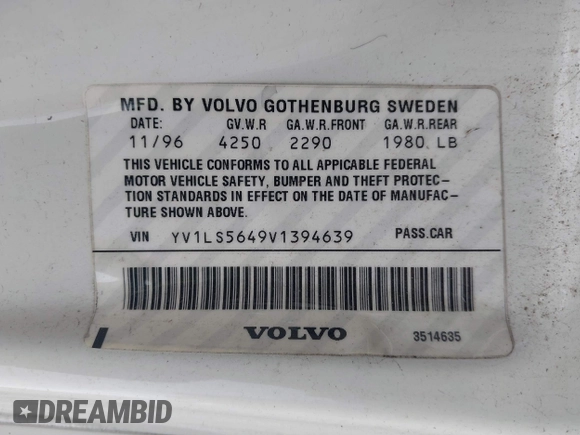 MFD. BY VOLVO GOTHENBURG SWEDEN
DATE: GV.W.R GA.W.R.FRONT GA.W.R.REAR
11/96 4250 2290 1980 LB
THIS VEHICLE CONFORMS TO ALL APPLICABLE FEDERAL
MOTOR VEHICLE SAFETY, BUMPER AND THEFT PROTEC–
TION STANDARDS IN EFFECT ON THE DATE OF MANUFAC–
TURE SHOWN ABOVE.
VIN YV1LS5649V1394639 PASS.CAR
VOLVO 3514635
DREAMBID